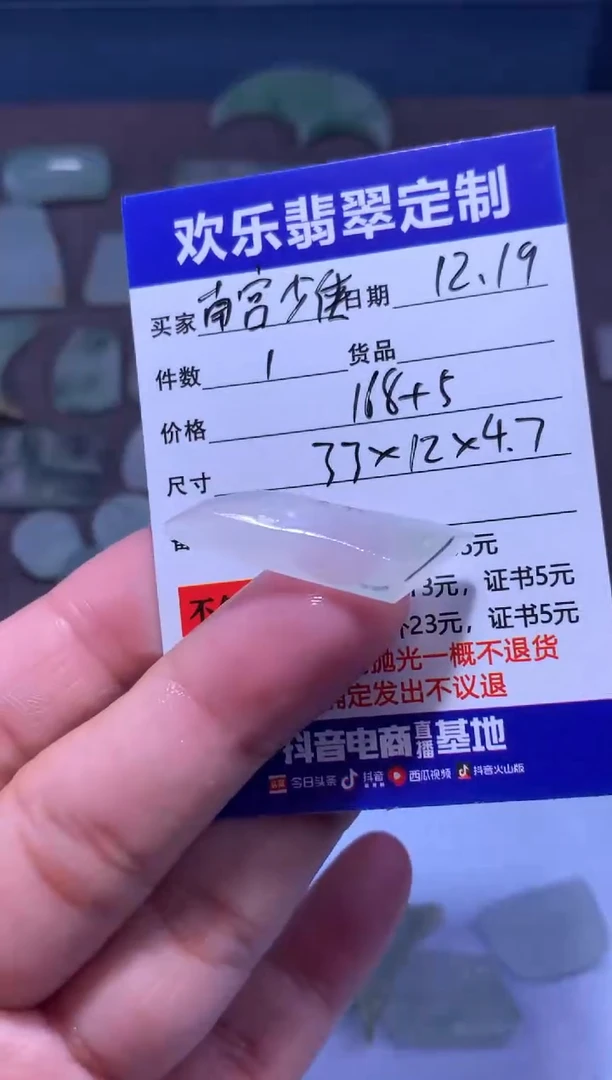 欢乐翡翠定制
买家 南宫少侠 日期 12.19
件数 1 货品
价格 168+5
尺寸 33×12×4.7
5元
13元，证书5元
23元，证书5元
抛光一概不退货
定发出不议退
抖音电商直播基地
今日头条 抖音 西瓜视频 抖音火山版